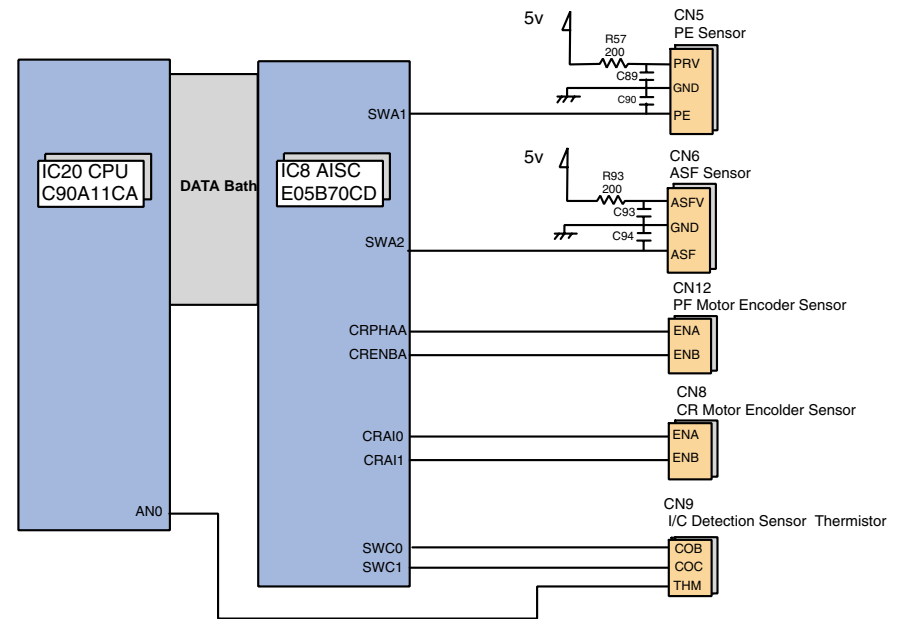 5v
CN5
PE Sensor
R57
200
PRV
C89
GND
C90
PE
SWA1
IC20 CPU
C90A11CA
DATA Bath
IC8 AISC
E05B70CD
5v
CN6
ASF Sensor
R93
200
ASFV
C93
GND
C94
ASF
SWA2
CN12
PF Motor Encoder Sensor
CRPHAA
ENA
CRENBA
ENB
CN8
CR Motor Encolder Sensor
CRAI0
ENA
CRAI1
ENB
CN9
I/C Detection Sensor Thermistor
AN0
SWC0
COB
SWC1
COC
THM